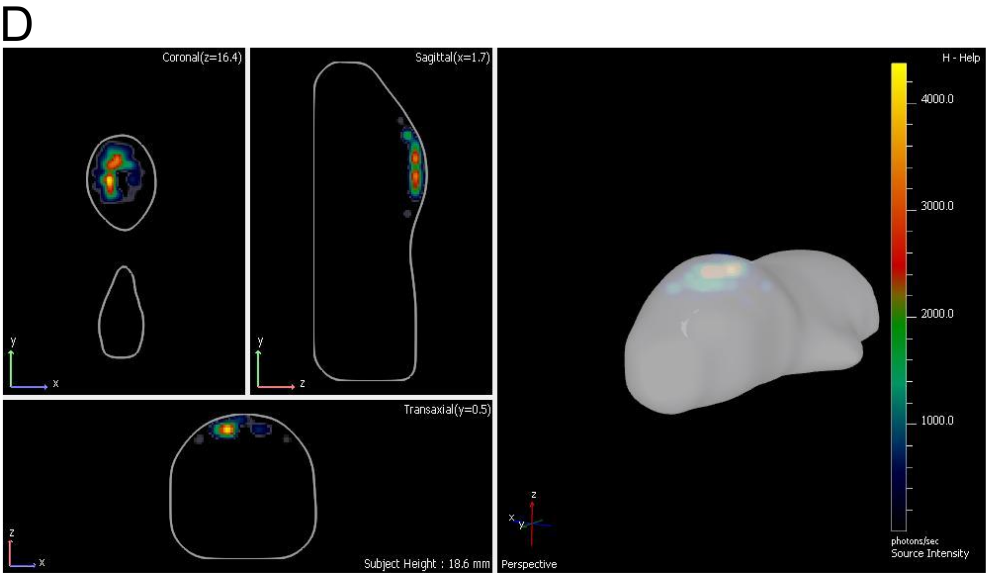 D
Coronal(z=16.4)
y
x
Sagittal(x=1.7)
y
z
Transaxial(y=0.5)
z
x
Subject Height : 18.6 mm
H - Help
4000.0
3000.0
2000.0
1000.0
photons/sec
Source Intensity
z
x
y
Perspective